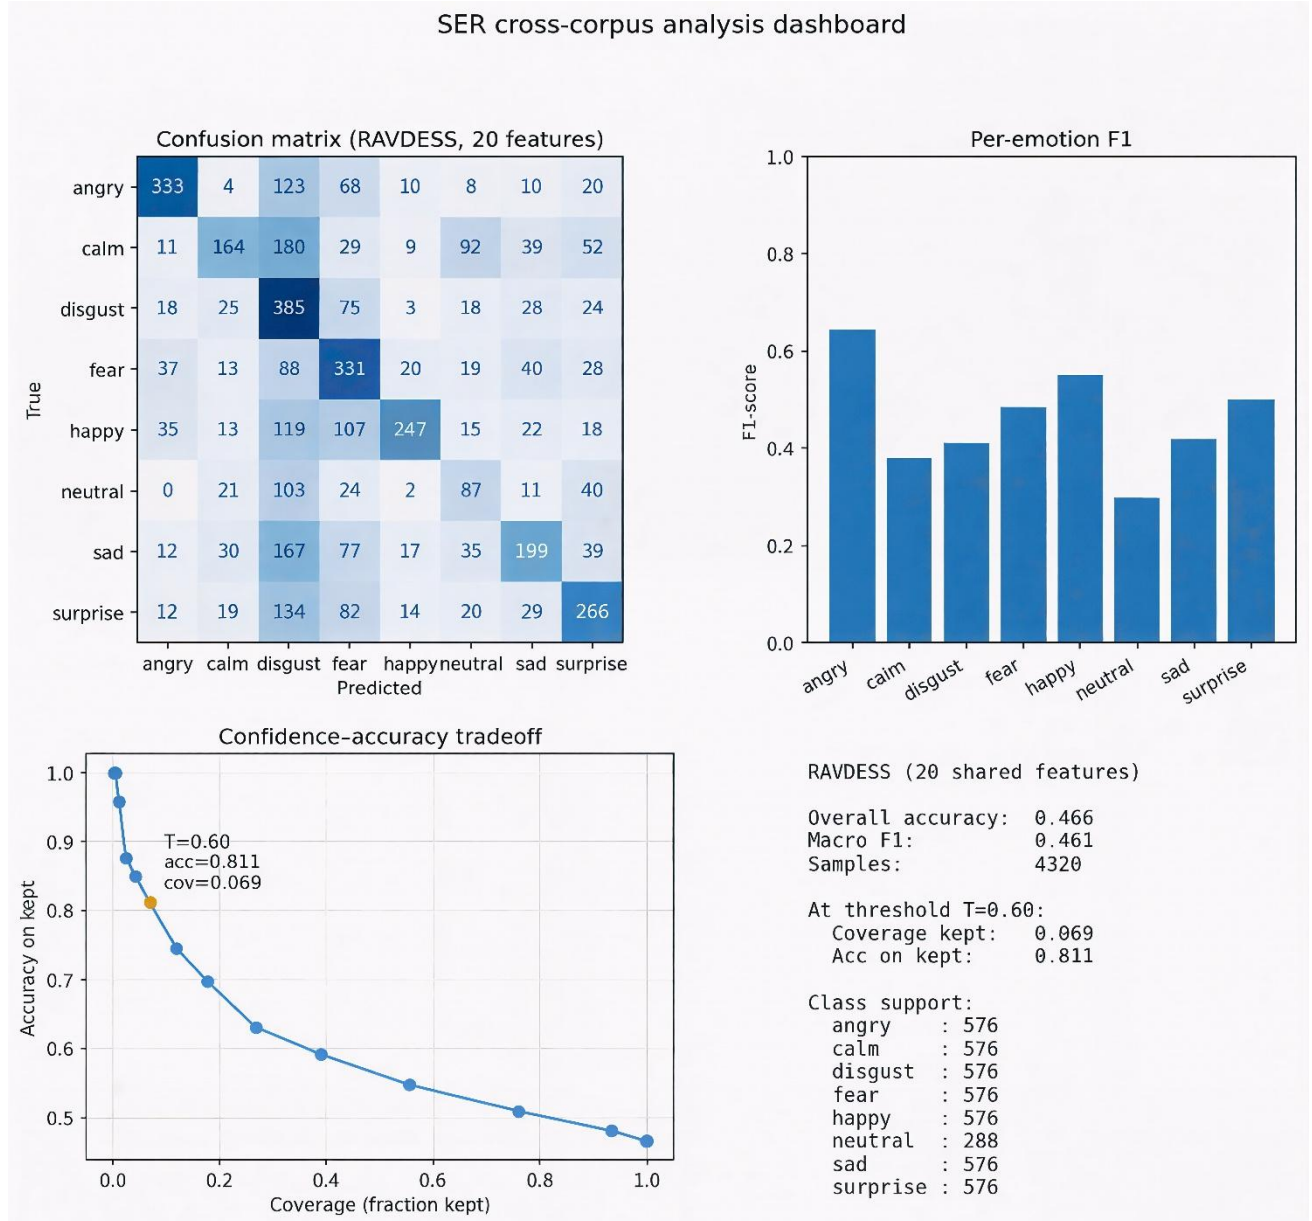 SER cross-corpus analysis dashboard
Confusion matrix (RAVDESS, 20 features)
True
angry 333 4 123 68 10 8 10 20
calm 11 164 180 29 9 92 39 52
disgust 18 25 385 75 3 18 28 24
fear 37 13 88 331 20 19 40 28
happy 35 13 119 107 247 15 22 18
neutral 0 21 103 24 2 87 11 40
sad 12 30 167 77 17 35 199 39
surprise 12 19 134 82 14 20 29 266
angry calm disgust fear happy neutral sad surprise
Predicted
Per-emotion F1
F1-score
1.0
0.8
0.6
0.4
0.2
0.0
angry caim disgust fear happy neutral sad surprise
Confidence–accuracy tradeoff
Accuracy on kept
1.0
0.9
0.8
0.7
0.6
0.5
T=0.60
acc=0.811
cov=0.069
0.0 0.2 0.4 0.6 0.8 1.0
Coverage (fraction kept)
RAVDESS (20 shared features)
Overall accuracy: 0.466
Macro F1: 0.461
Samples: 4320
At threshold T=0.60:
Coverage kept: 0.069
Acc on kept: 0.811
Class support:
angry : 576
calm : 576
disgust : 576
fear : 576
happy : 576
neutral : 288
sad : 576
surprise : 576